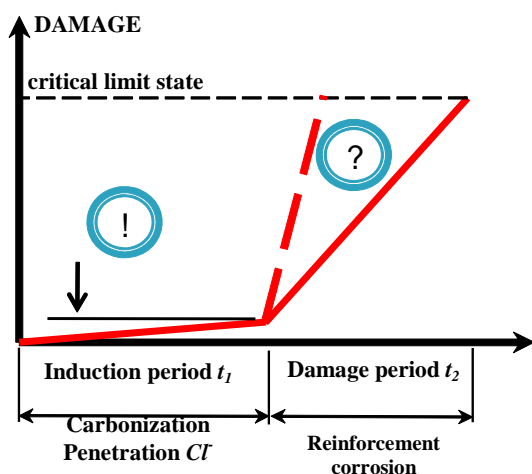 DAMAGE
critical limit state
?
!
Induction period t₁
Damage period t₂
Carbonization
Penetration Cl⁻
Reinforcement
corrosion